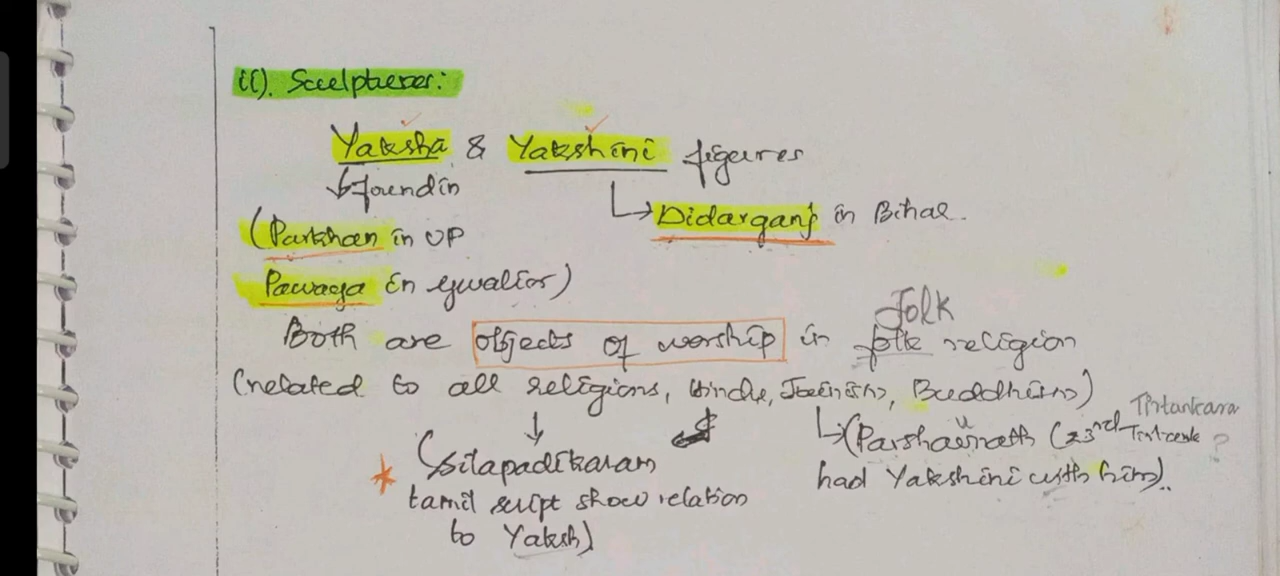 ii). Sculptures:
Yaksha & Yakshini figures
↓ found in
↳ Didarganj in Bihar.
(Parkhan in UP
Pawaya in gwalior)
Folk
Both are objects of worship in folk religion
(related to all religions, Hindu, Jainism, Buddhism)
↓
(Silapadikaram
tamil script show relation
to Yaksh)
Tirtankara
↳ (Parshavnath (23rd
had Yakshini with him).